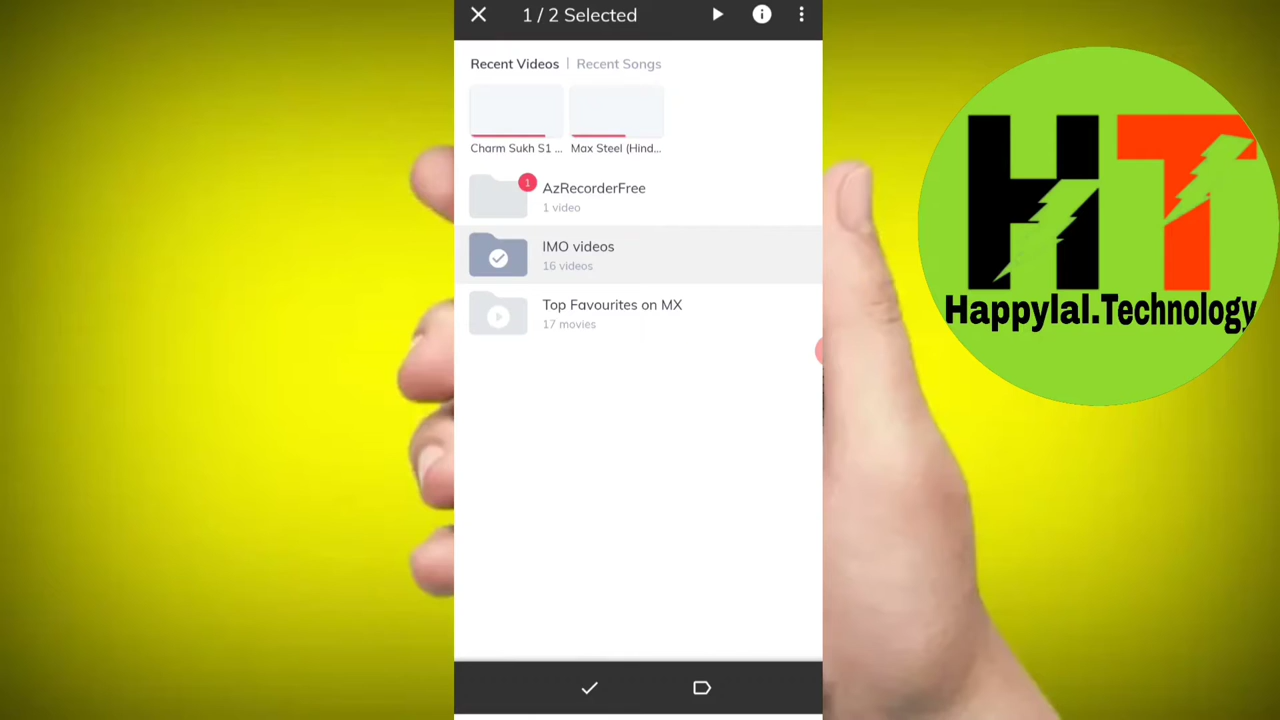 1 / 2 Selected
Recent Videos | Recent Songs
Charm Sukh S1 ...
Max Steel (Hind...
1
AzRecorderFree
1 video
IMO videos
16 videos
Top Favourites on MX
17 movies
HT
Happylal.Technology